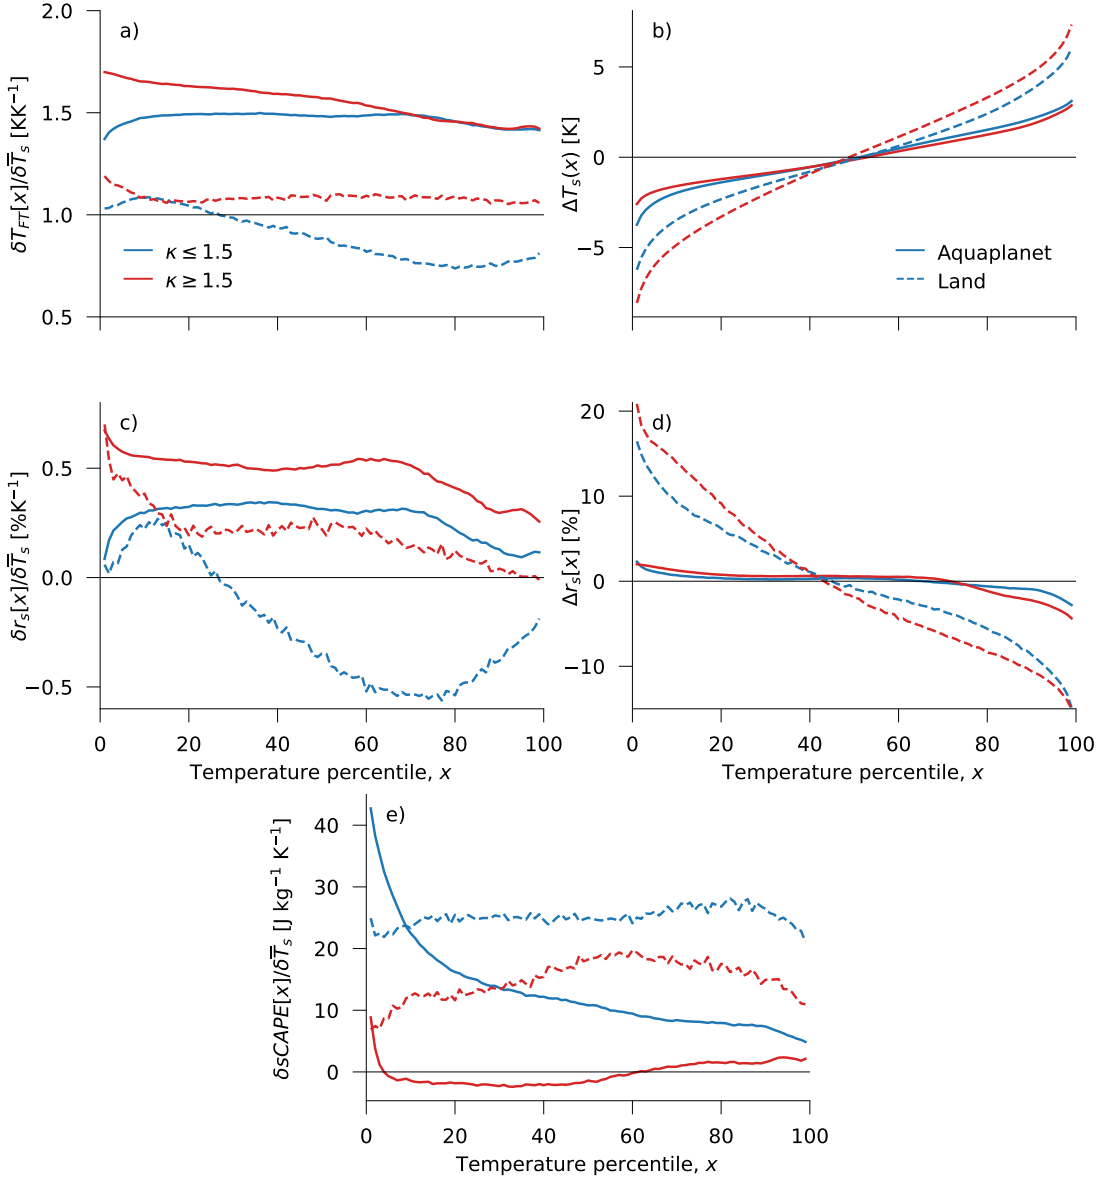 a)
δT_FT[x]/δT̅_s [KK⁻¹]
2.0
1.5
1.0
0.5
κ ≤ 1.5
κ ≥ 1.5
b)
ΔT_s(x) [K]
5
0
−5
Aquaplanet
Land
c)
δr_s[x]/δT̅_s [%K⁻¹]
0.5
0.0
−0.5
0 20 40 60 80 100
Temperature percentile, x
d)
Δr_s[x] [%]
20
10
0
−10
0 20 40 60 80 100
Temperature percentile, x
e)
δsCAPE[x]/δT̅_s [J kg⁻¹ K⁻¹]
40
30
20
10
0
0 20 40 60 80 100
Temperature percentile, x